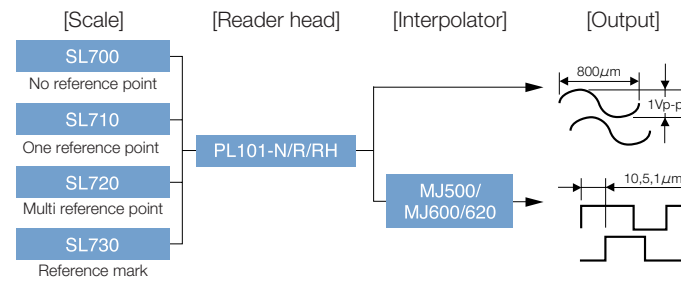 [Scale] [Reader head] [Interpolator] [Output]
SL700
No reference point
SL710
One reference point
SL720
Multi reference point
SL730
Reference mark
PL101-N/R/RH
MJ500/
MJ600/620
800μm
1Vp-p
10,5,1μm